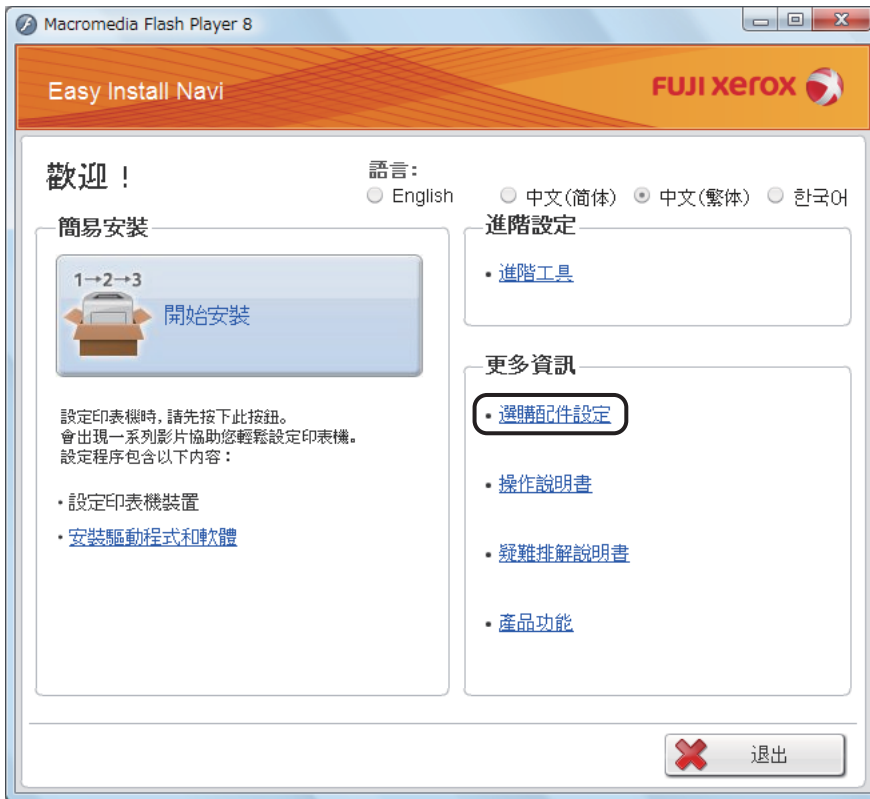 Macromedia Flash Player 8
Easy Install Navi
FUJI xerox
歡迎！
語言：
English
中文(简体)
中文(繁体)
한국어
簡易安裝
1→2→3
開始安裝
設定印表機時，請先按下此按鈕。
會出現一系列影片協助您輕鬆設定印表機。
設定程序包含以下內容：
・設定印表機裝置
・安裝驅動程式和軟體
進階設定
・進階工具
更多資訊
・選購配件設定
・操作說明書
・疑難排解說明書
・產品功能
退出